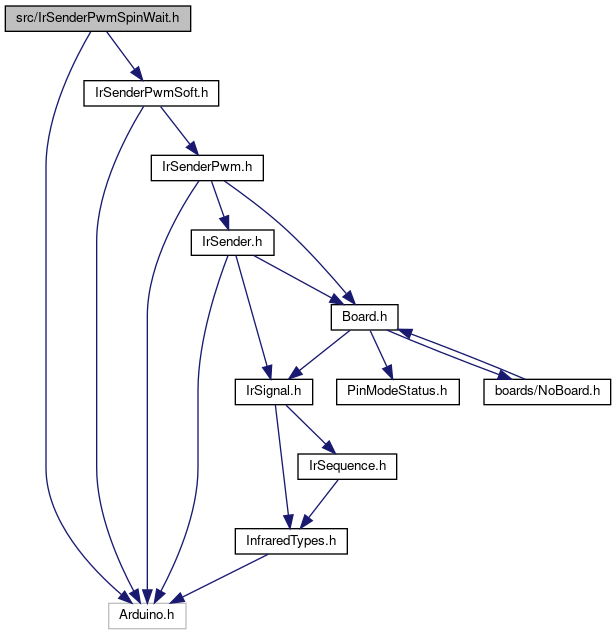 src/IrSenderPwmSpinWait.h
IrSenderPwmSoft.h
IrSenderPwm.h
IrSender.h
Board.h
IrSignal.h
PinModeStatus.h
boards/NoBoard.h
IrSequence.h
InfraredTypes.h
Arduino.h